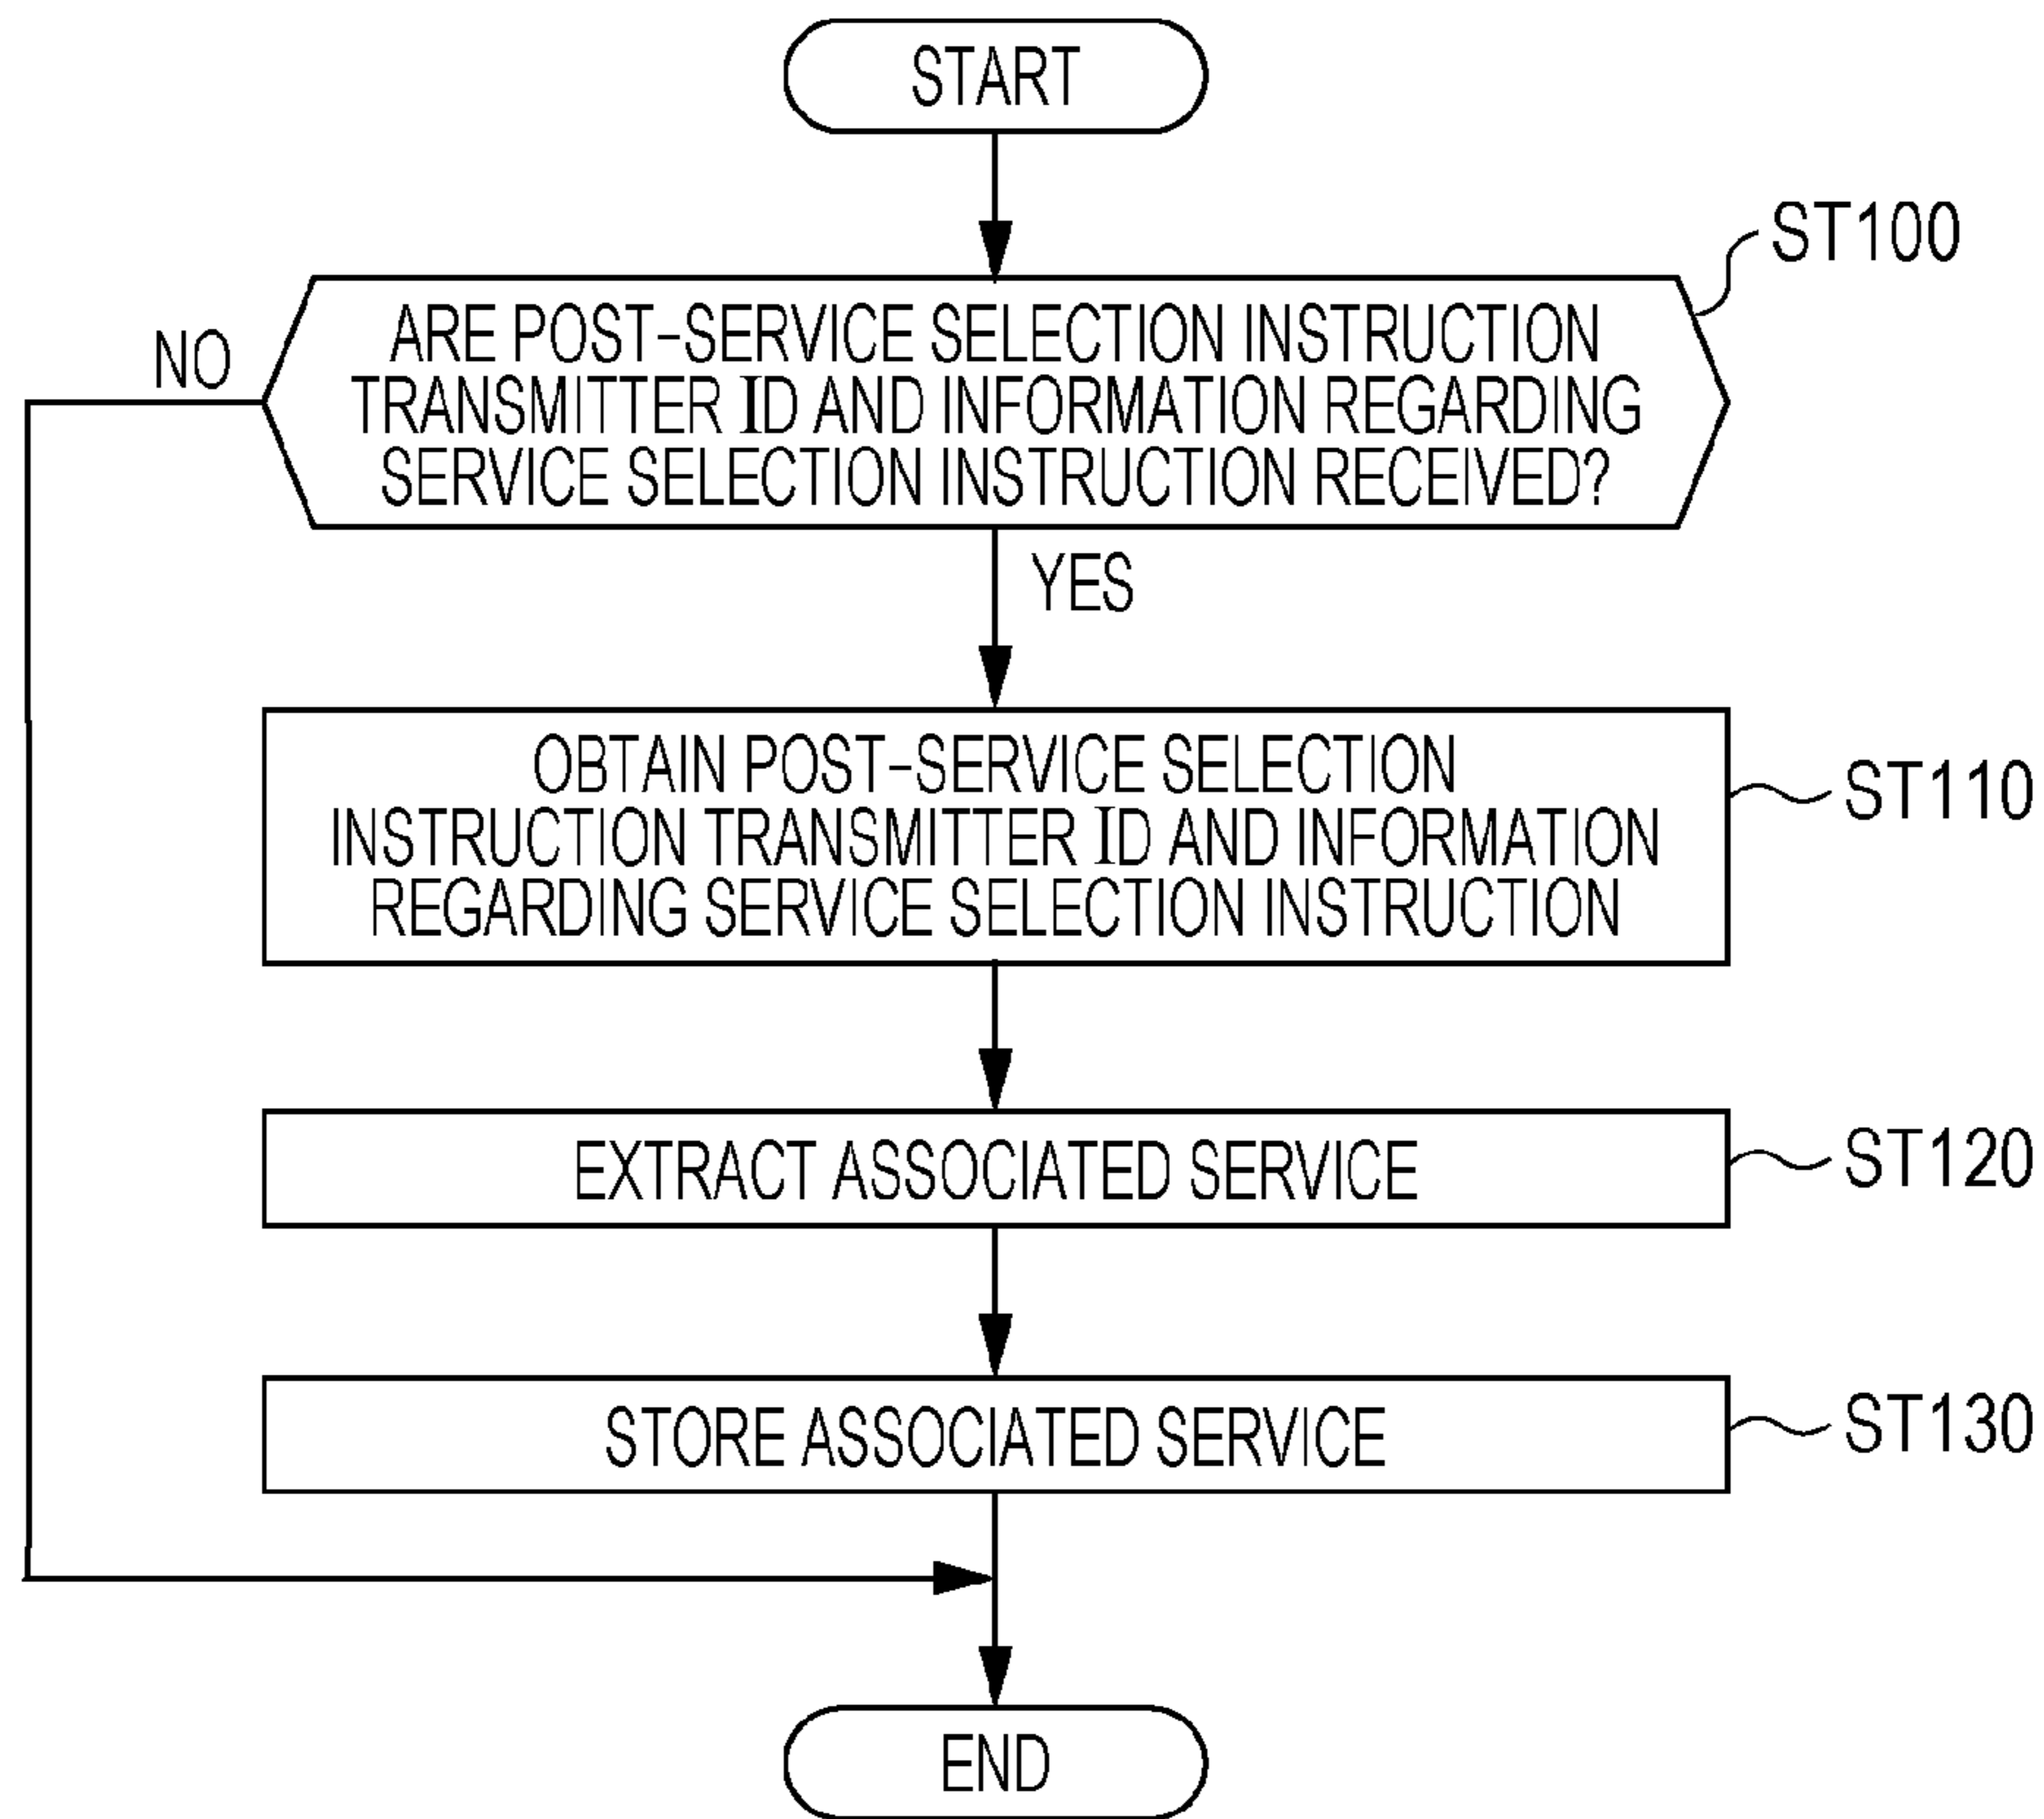 START
ST100
ARE POST-SERVICE SELECTION INSTRUCTION
TRANSMITTER ID AND INFORMATION REGARDING
SERVICE SELECTION INSTRUCTION RECEIVED?
NO
YES
OBTAIN POST-SERVICE SELECTION
INSTRUCTION TRANSMITTER ID AND INFORMATION
REGARDING SERVICE SELECTION INSTRUCTION
ST110
EXTRACT ASSOCIATED SERVICE
ST120
STORE ASSOCIATED SERVICE
ST130
END